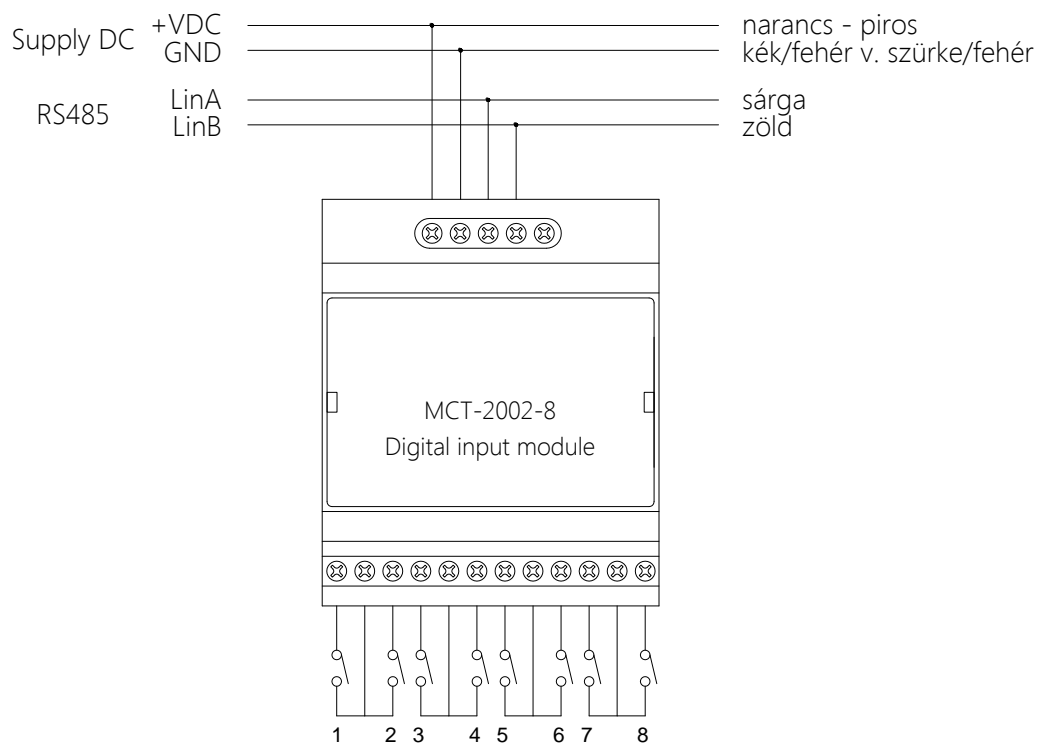 Supply DC +VDC narancs - piros
GND kék/fehér v. szürke/fehér
RS485 LinA sárga
LinB zöld
MCT-2002-8
Digital input module
1 2 3 4 5 6 7 8